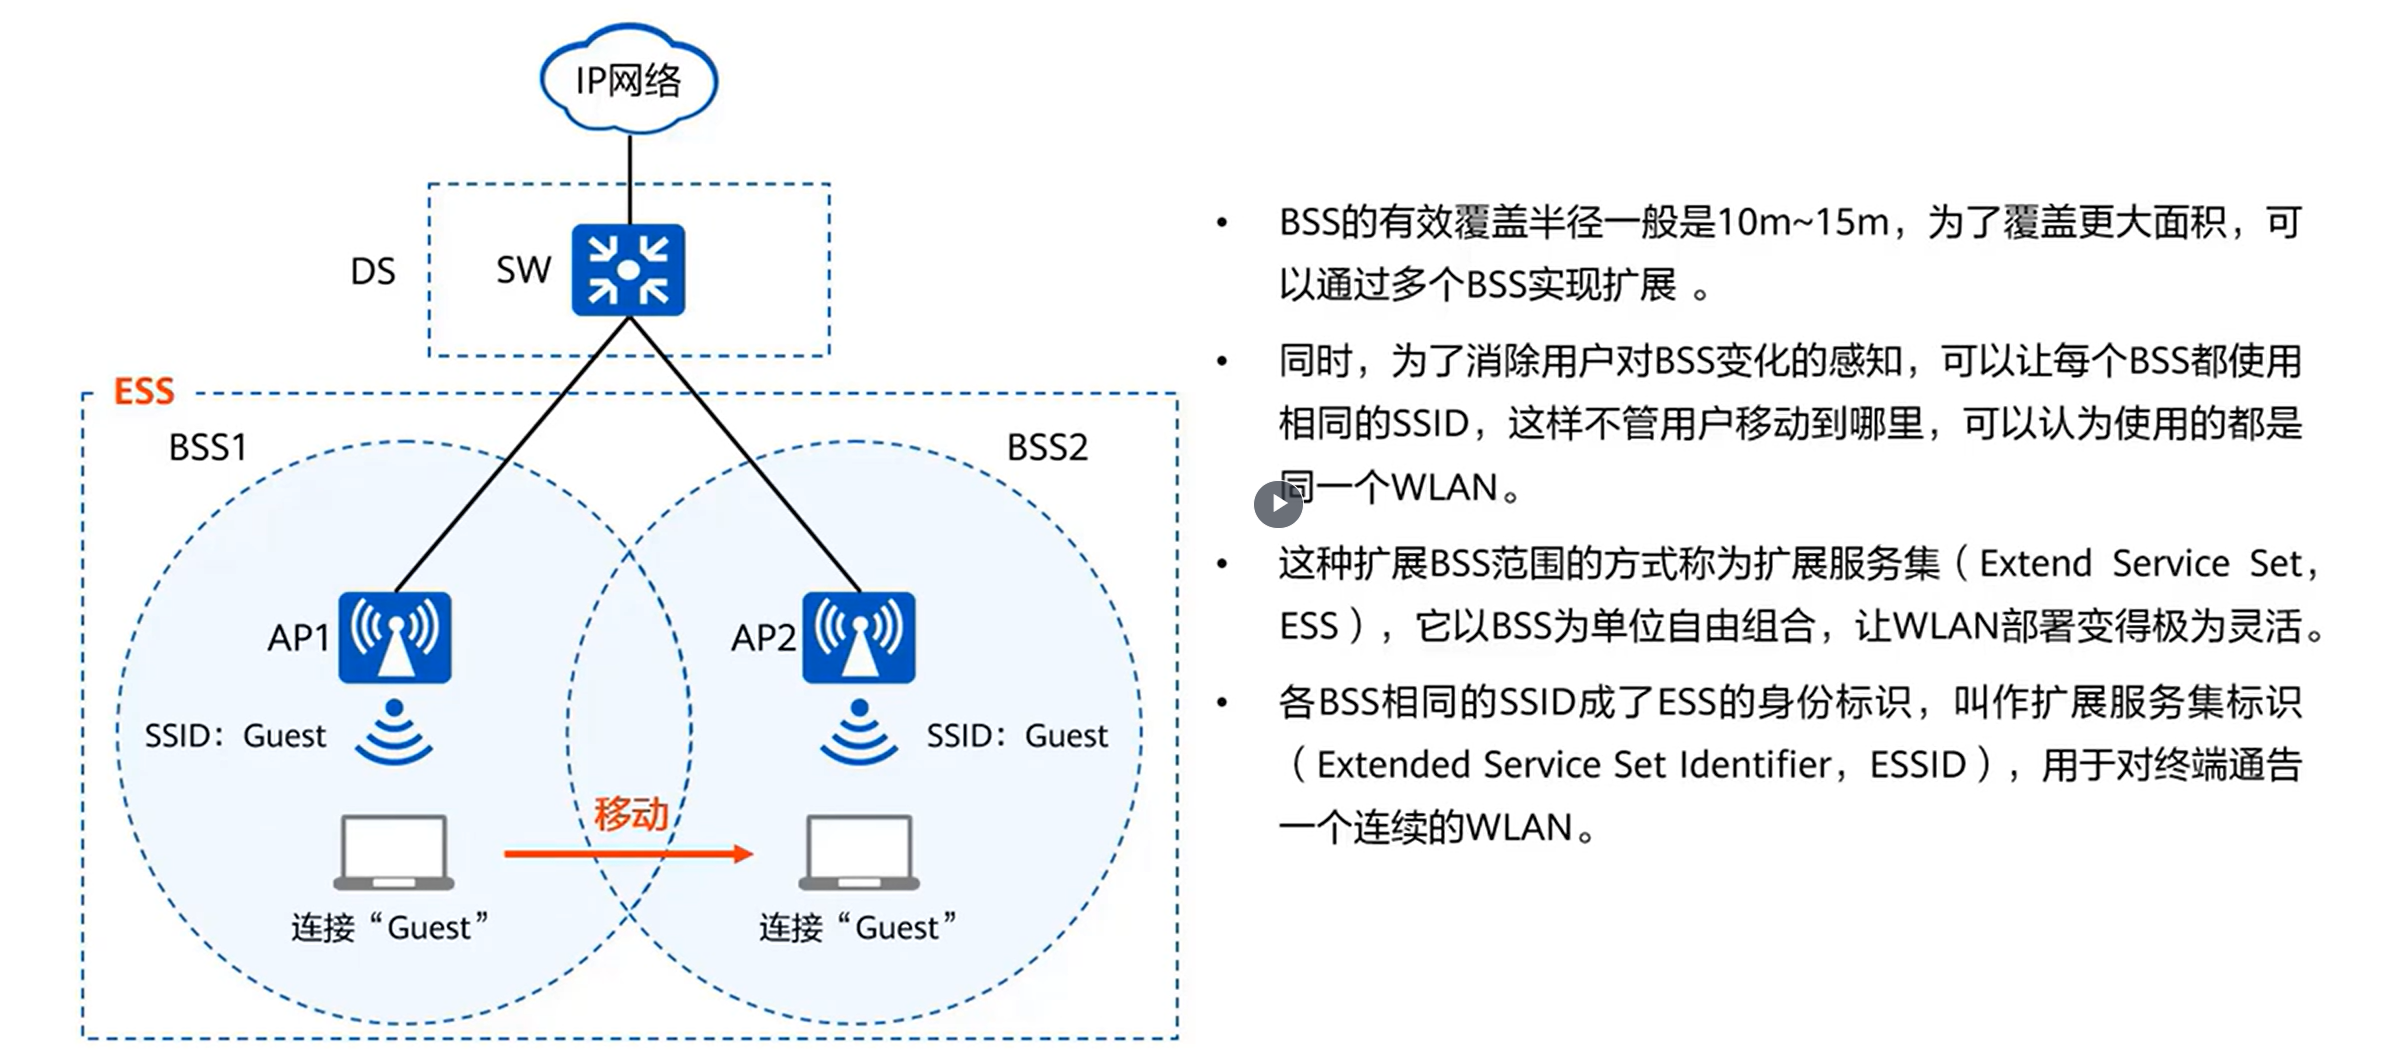 IP网络
DS
SW
ESS
BSS1
BSS2
AP1
AP2
SSID：Guest
SSID：Guest
移动
连接“Guest”
连接“Guest”
• BSS的有效覆盖半径一般是10m~15m，为了覆盖更大面积，可
以通过多个BSS实现扩展 。
• 同时，为了消除用户对BSS变化的感知，可以让每个BSS都使用
相同的SSID，这样不管用户移动到哪里，可以认为使用的都是
同一个WLAN。
• 这种扩展BSS范围的方式称为扩展服务集（Extend Service Set，
ESS），它以BSS为单位自由组合，让WLAN部署变得极为灵活。
• 各BSS相同的SSID成了ESS的身份标识，叫作扩展服务集标识
（Extended Service Set Identifier，ESSID），用于对终端通告
一个连续的WLAN。